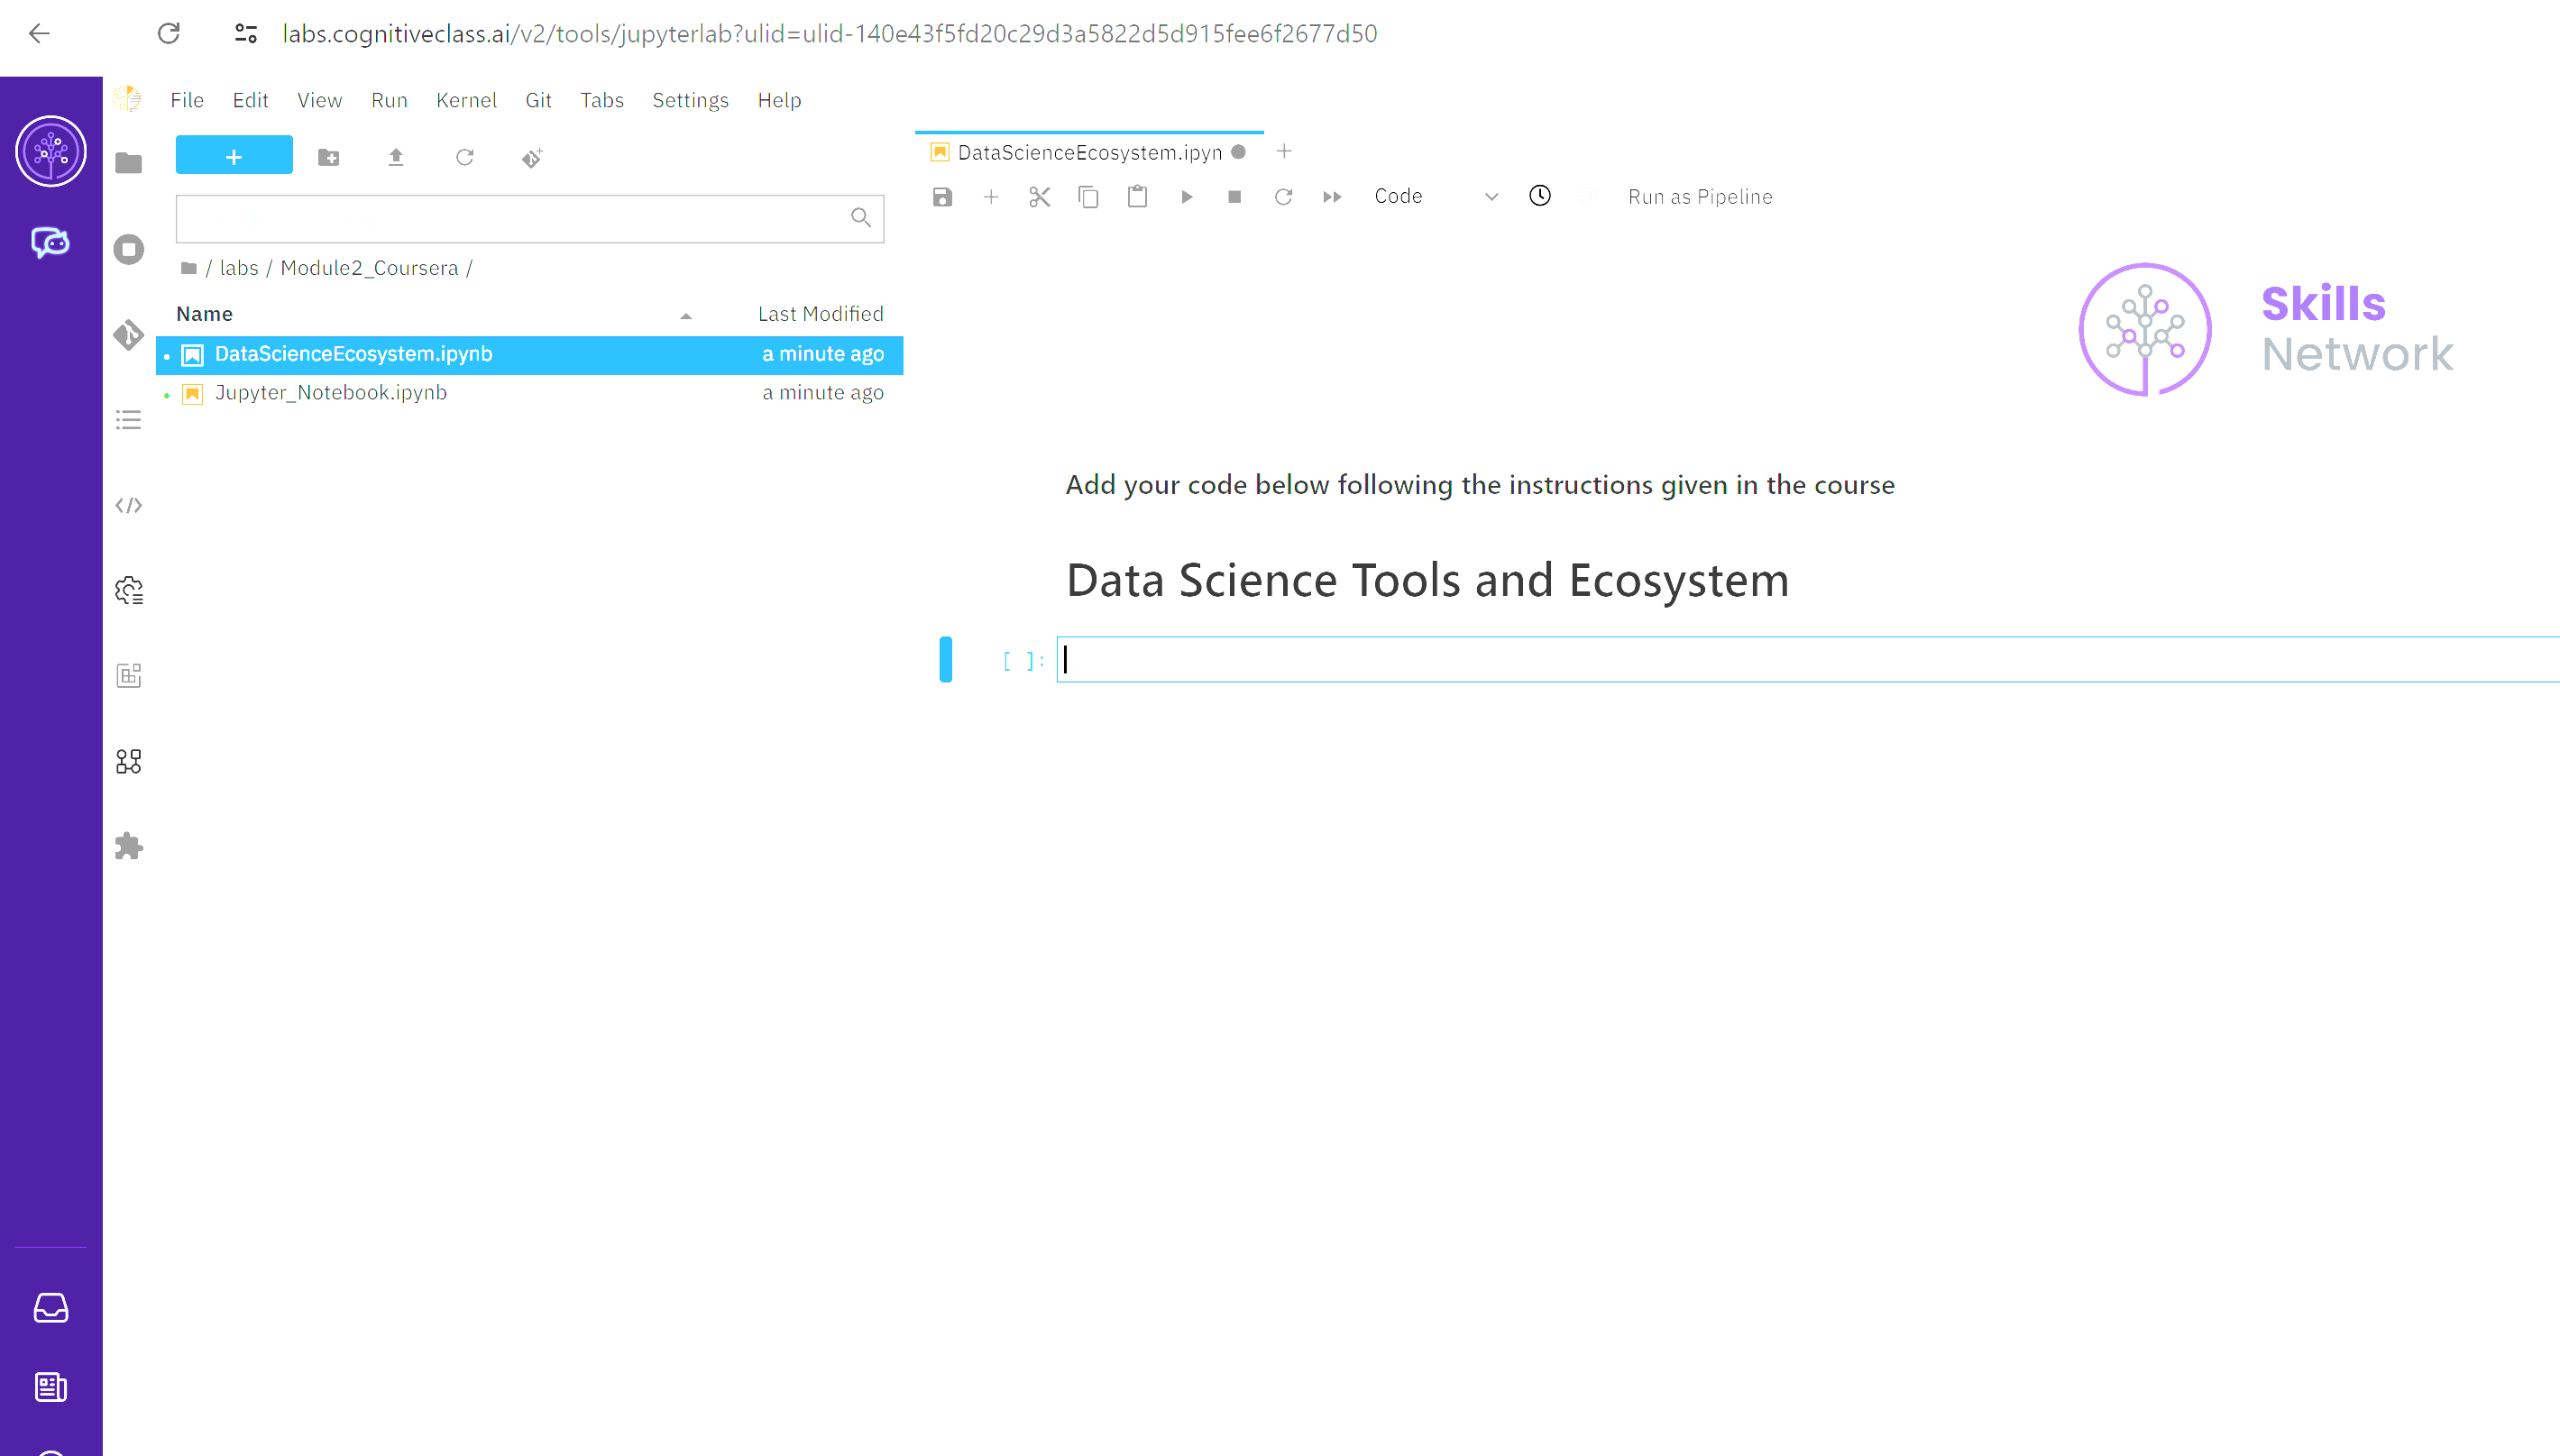 labs.cognitiveclass.ai/v2/tools/jupyterlab?ulid=ulid-140e43f5fd20c29d3a5822d5d915fee6f2677d50
File Edit View Run Kernel Git Tabs Settings Help
DataScienceEcosystem.ipyn
Code Run as Pipeline
/ labs / Module2_Coursera /
Name Last Modified
DataScienceEcosystem.ipynb a minute ago
Jupyter_Notebook.ipynb a minute ago
Skills
Network
Add your code below following the instructions given in the course
Data Science Tools and Ecosystem
[ ]: